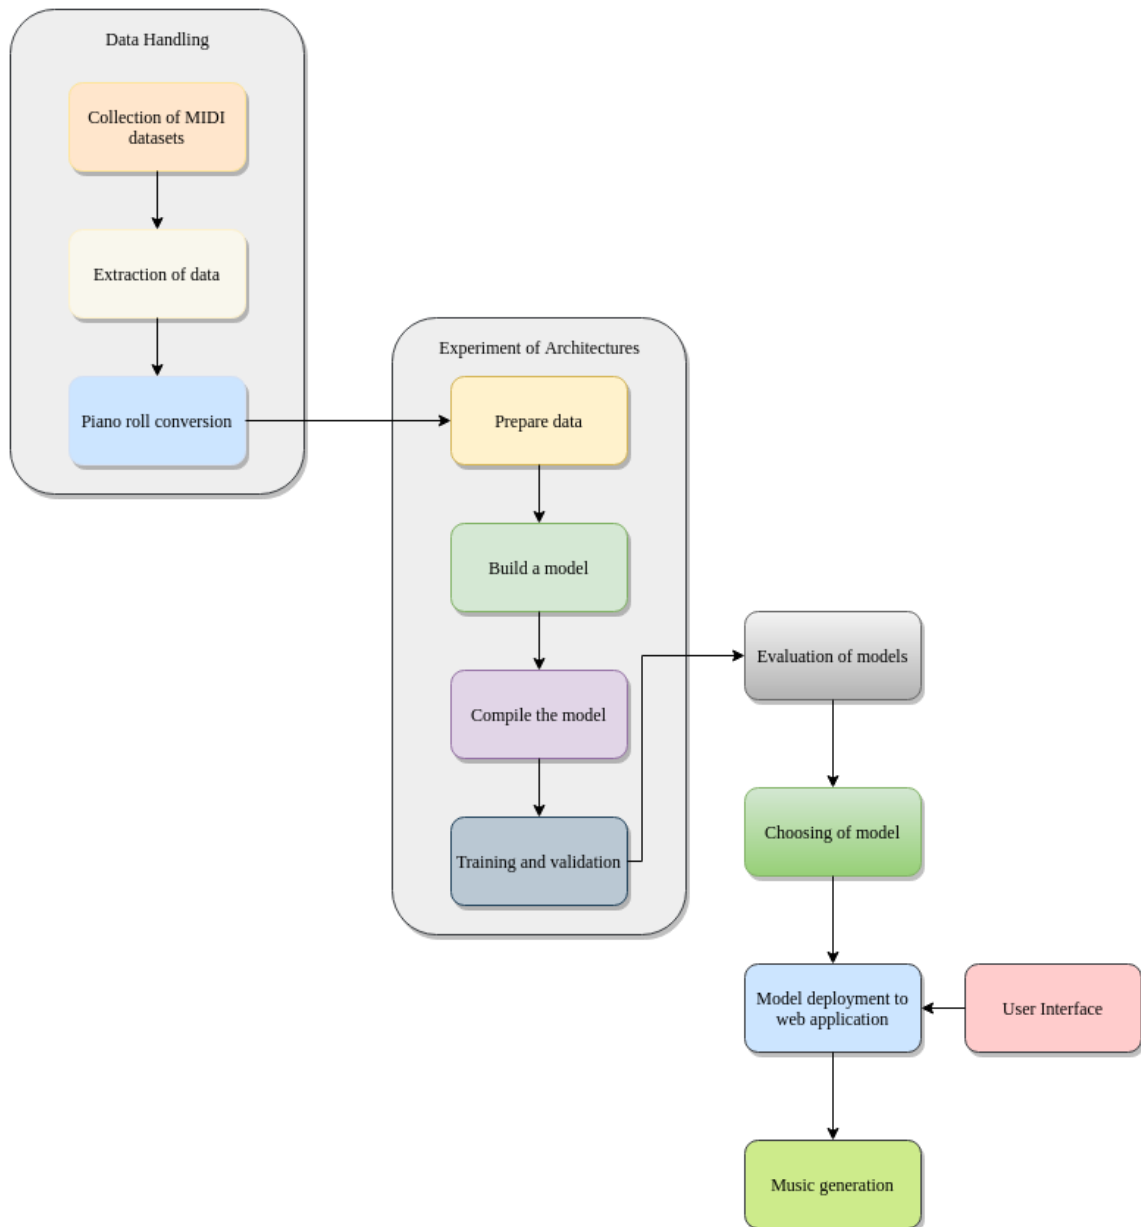 Data Handling
Collection of MIDI
datasets
Extraction of data
Piano roll conversion
Experiment of Architectures
Prepare data
Build a model
Compile the model
Training and validation
Evaluation of models
Choosing of model
Model deployment to
web application
User Interface
Music generation